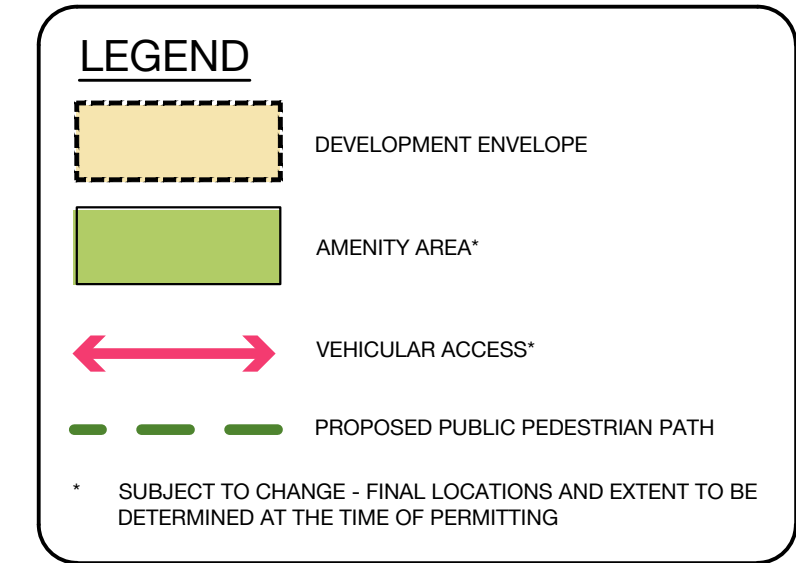 LEGEND
DEVELOPMENT ENVELOPE
AMENITY AREA*
VEHICULAR ACCESS*
PROPOSED PUBLIC PEDESTRIAN PATH
* SUBJECT TO CHANGE - FINAL LOCATIONS AND EXTENT TO BE
DETERMINED AT THE TIME OF PERMITTING